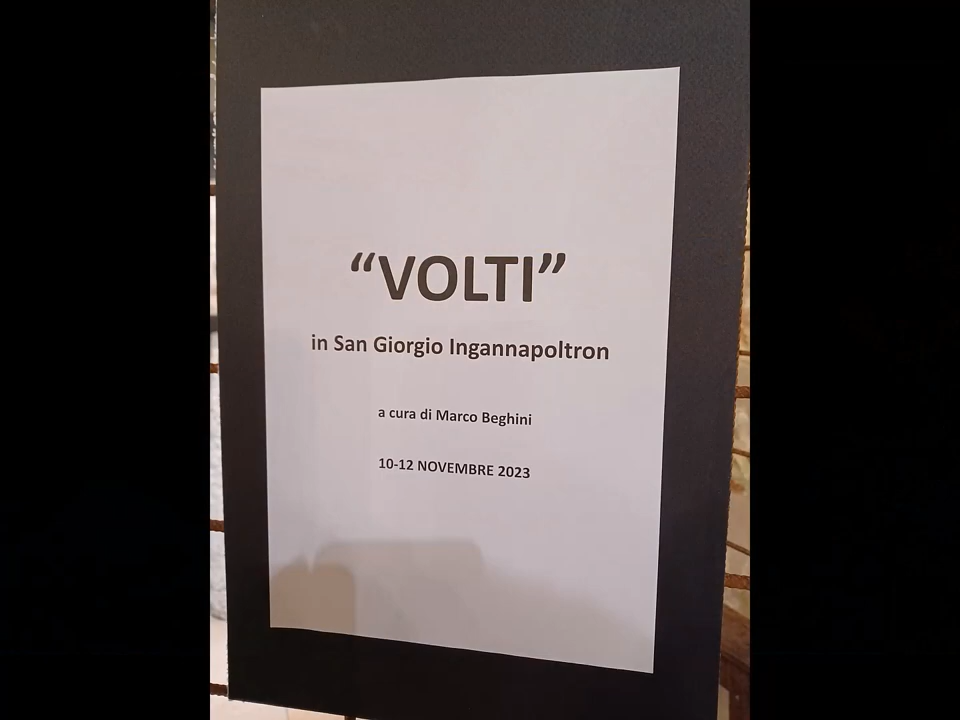 “VOLTI”
in San Giorgio Ingannapoltron
a cura di Marco Beghini
10-12 NOVEMBRE 2023